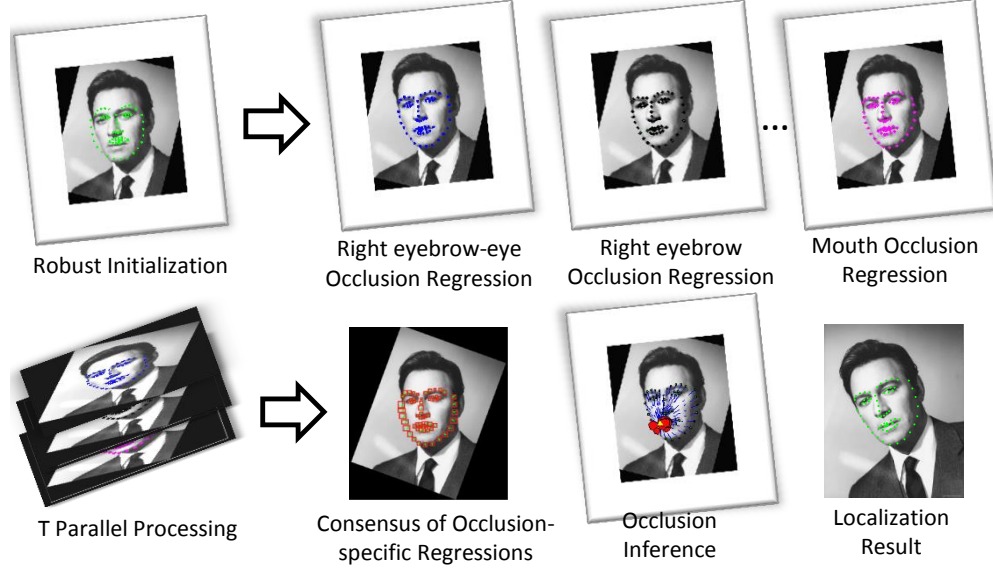 ...
Robust Initialization
Right eyebrow-eye
Occlusion Regression
Right eyebrow
Occlusion Regression
Mouth Occlusion
Regression
T Parallel Processing
Consensus of Occlusion-
specific Regressions
Occlusion
Inference
Localization
Result